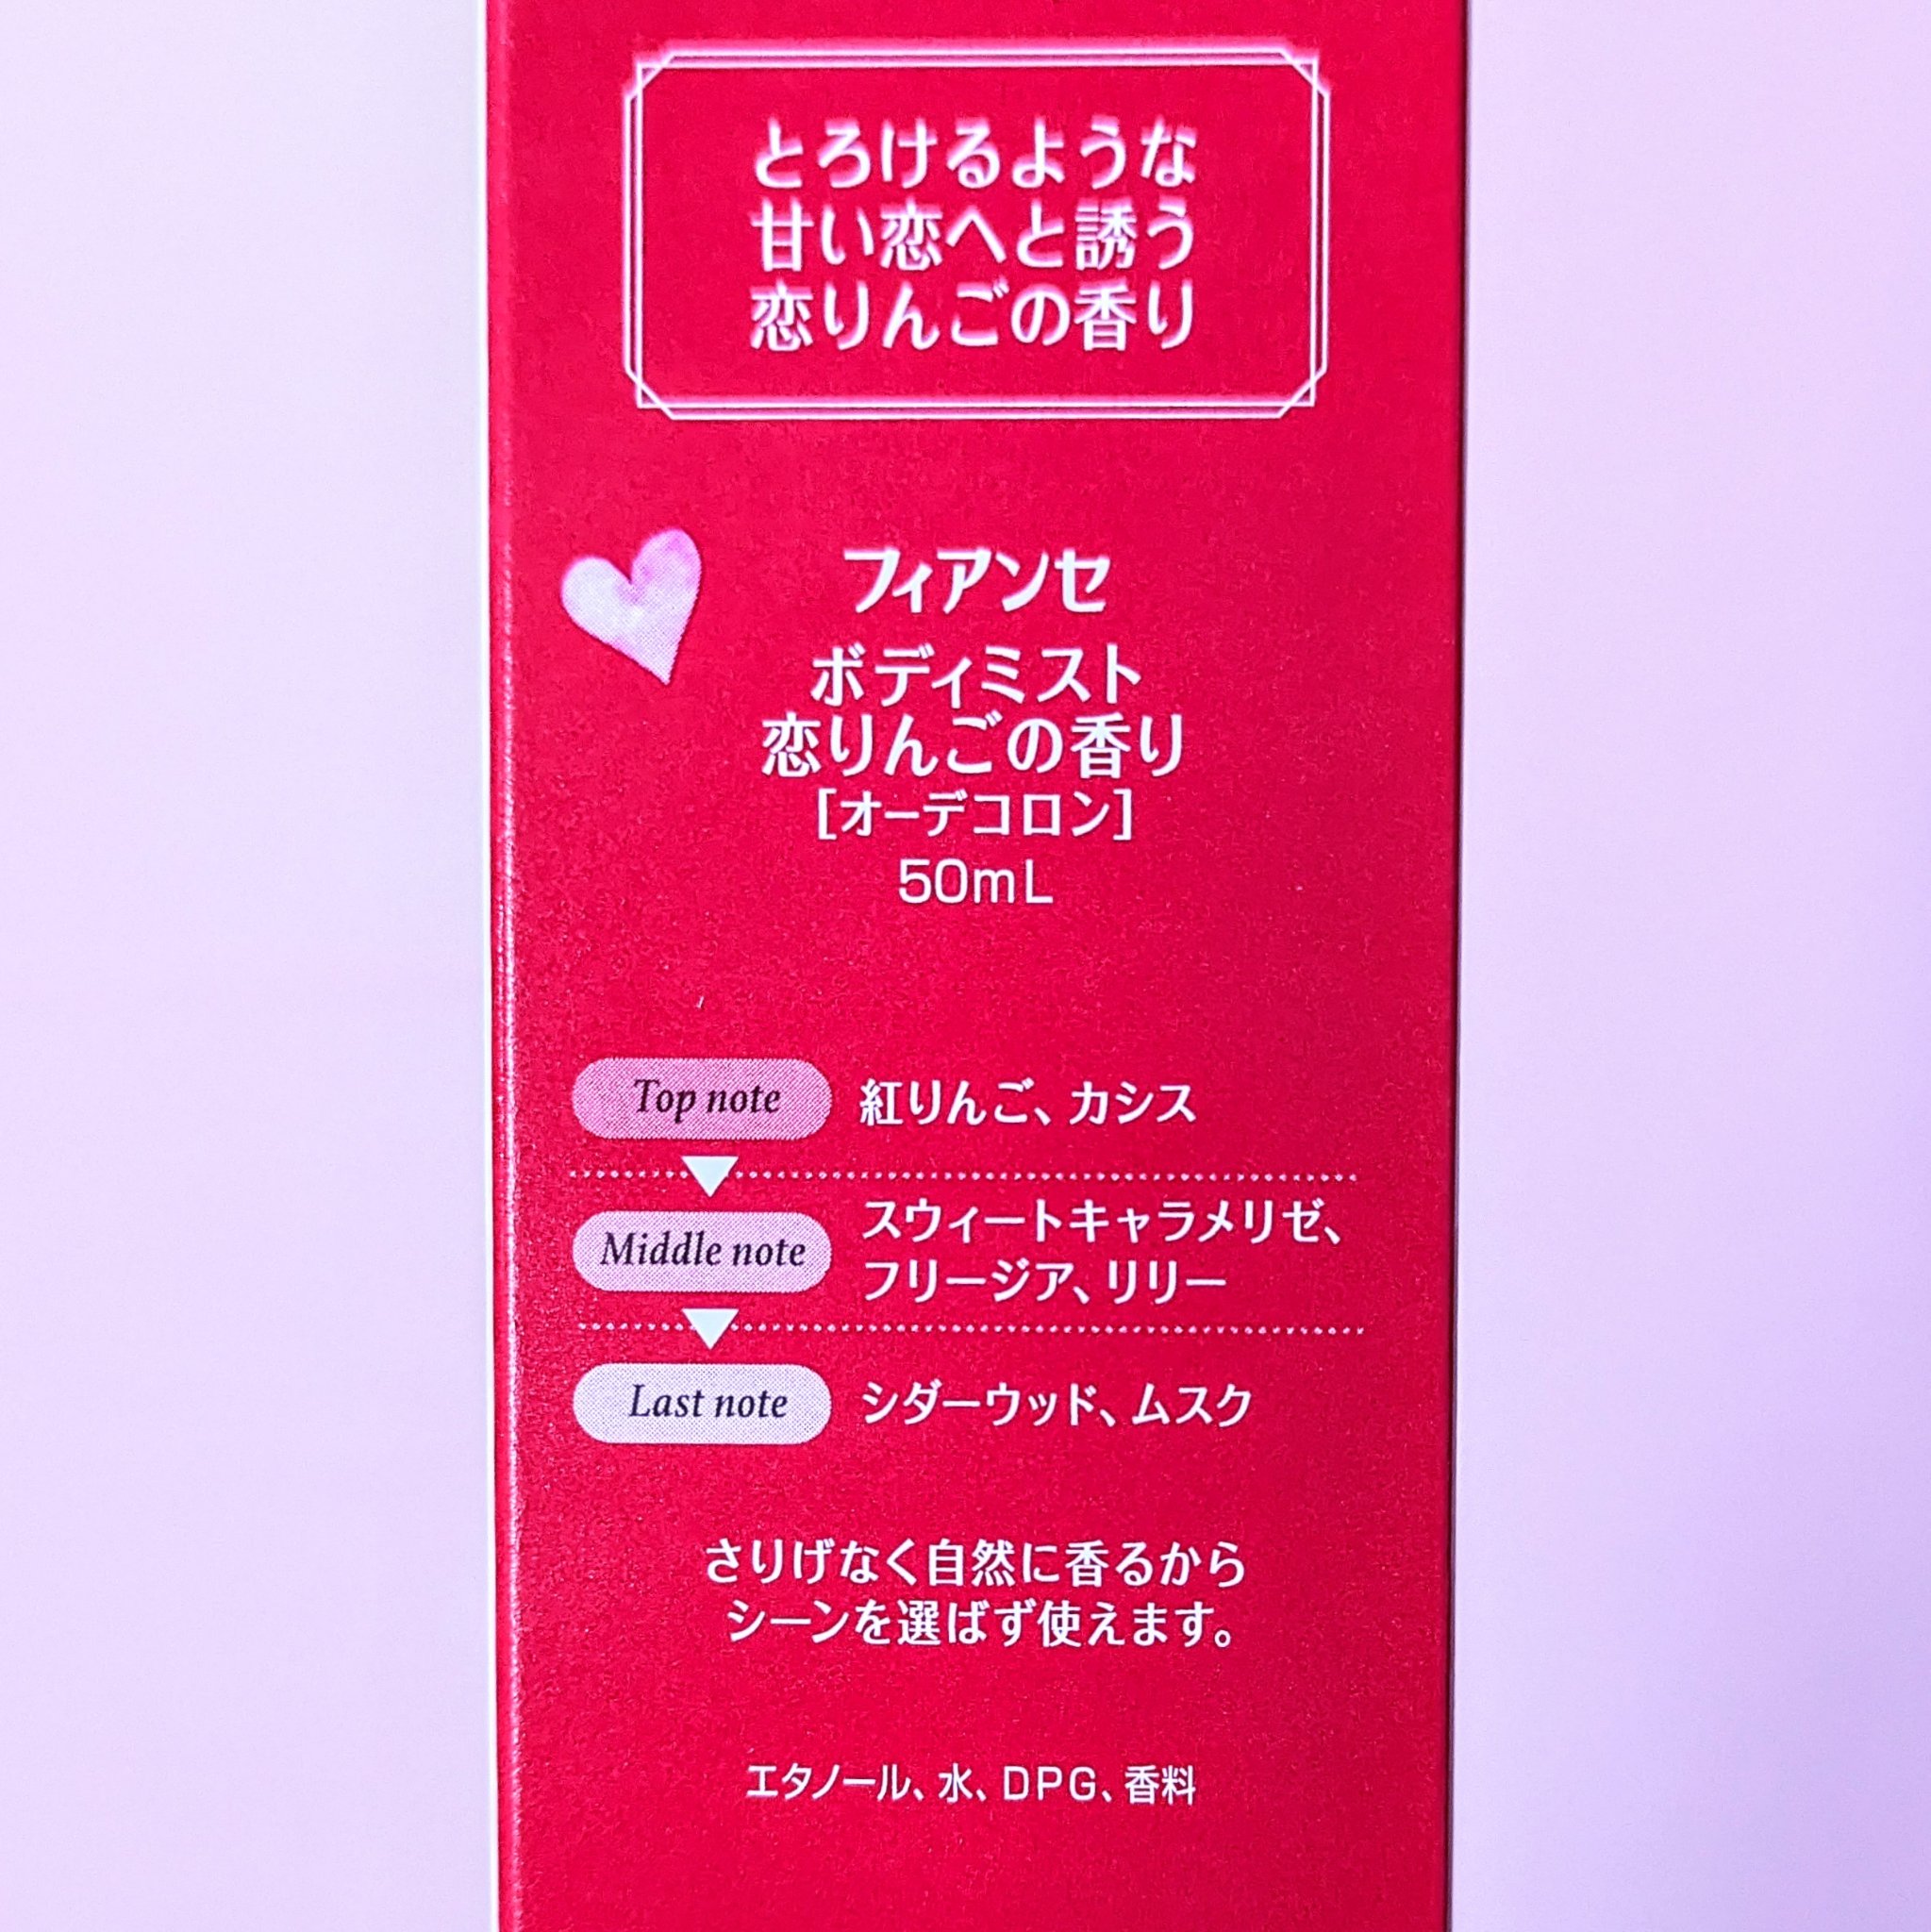 とろけるような
甘い恋へと誘う
恋りんごの香り
フィアンセ
ボディミスト
恋りんごの香り
[オーデコロン]
50mL
Top note 紅りんご、カシス
Middle note スウィートキャラメリゼ、
フリージア、リリー
Last note シダーウッド、ムスク
さりげなく自然に香るから
シーンを選ばず使えます。
エタノール、水、DPG、香料